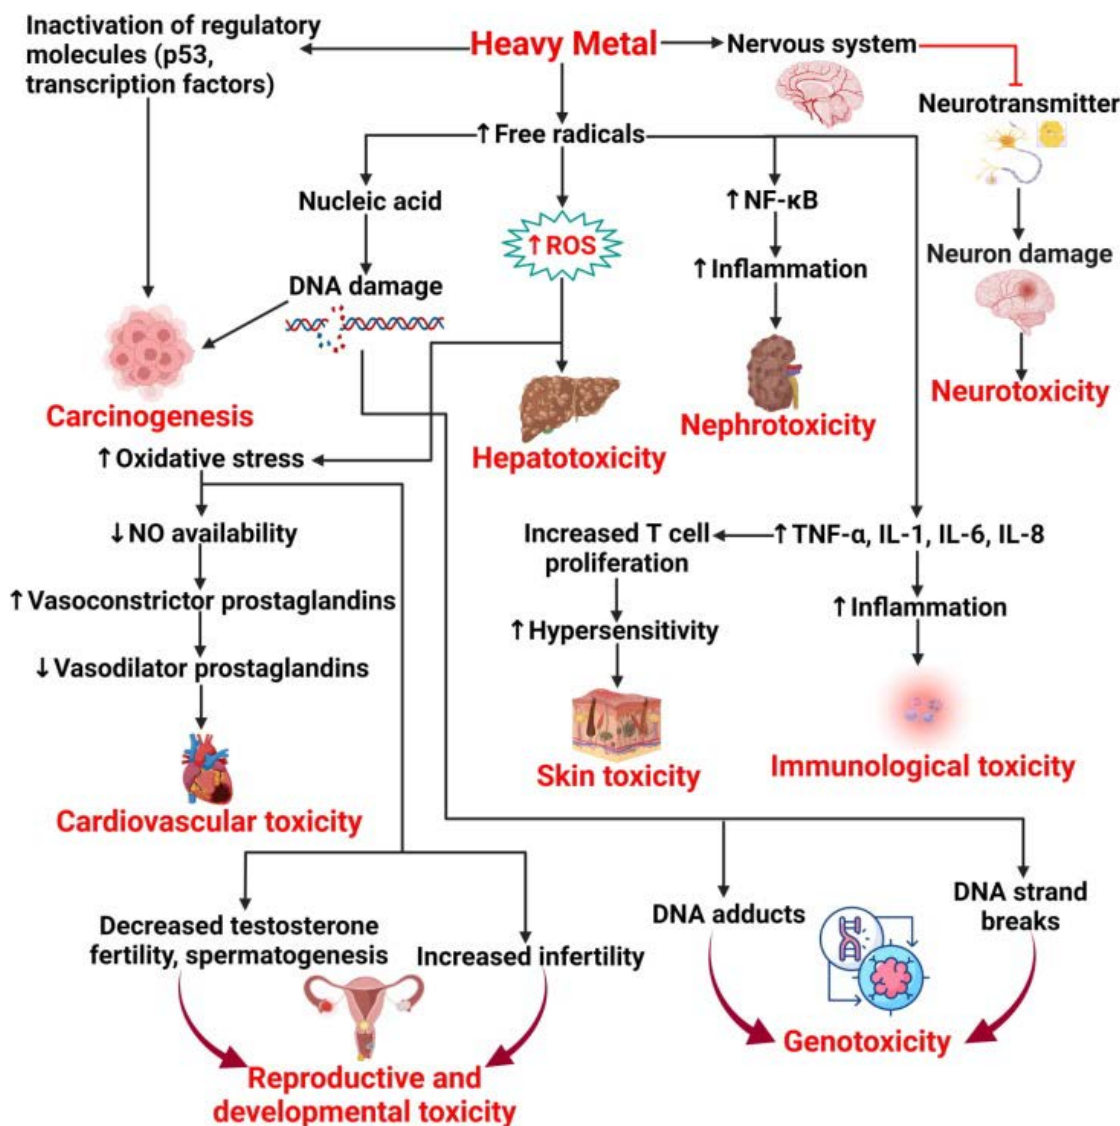 Inactivation of regulatory
molecules (p53,
transcription factors)
Heavy Metal
Nervous system
Neurotransmitter
↑Free radicals
Nucleic acid
↑ROS
↑NF-κB
DNA damage
↑Inflammation
Neuron damage
Carcinogenesis
Hepatotoxicity
Nephrotoxicity
Neurotoxicity
↑Oxidative stress
↓NO availability
↑Vasoconstrictor prostaglandins
↓Vasodilator prostaglandins
Cardiovascular toxicity
Increased T cell
proliferation
↑TNF-α, IL-1, IL-6, IL-8
↑Hypersensitivity
↑Inflammation
Skin toxicity
Immunological toxicity
Decreased testosterone
fertility, spermatogenesis
Increased infertility
Reproductive and
developmental toxicity
DNA adducts
DNA strand
breaks
Genotoxicity